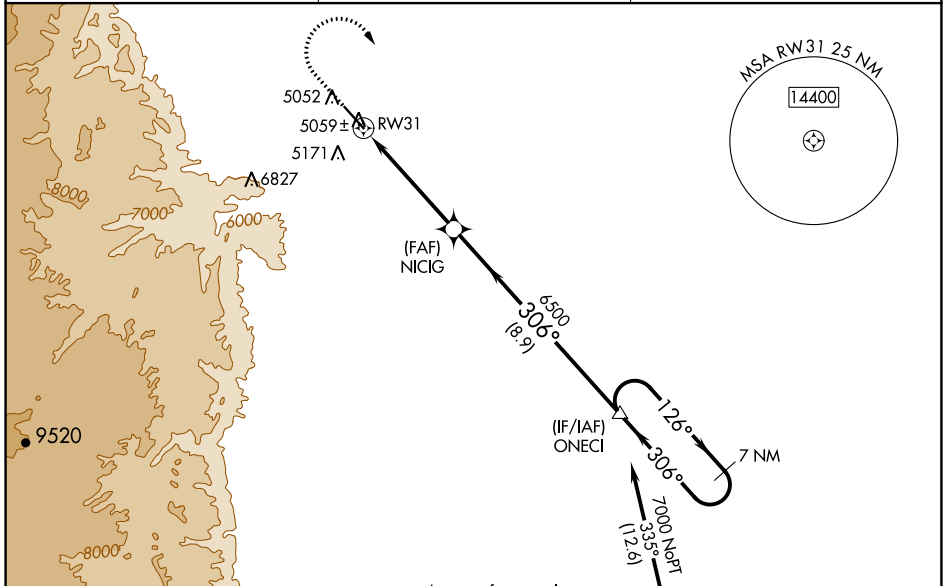 MSA RW31 25 NM
14400
5052
5059±
RW31
5171
6827
8000
7000
6000
(FAF)
NICIG
6500
306°
(8.9)
9520
(IF/IAF)
ONECI
126°
306°
7 NM
7000 NoPT
335°
(12.6)
8000